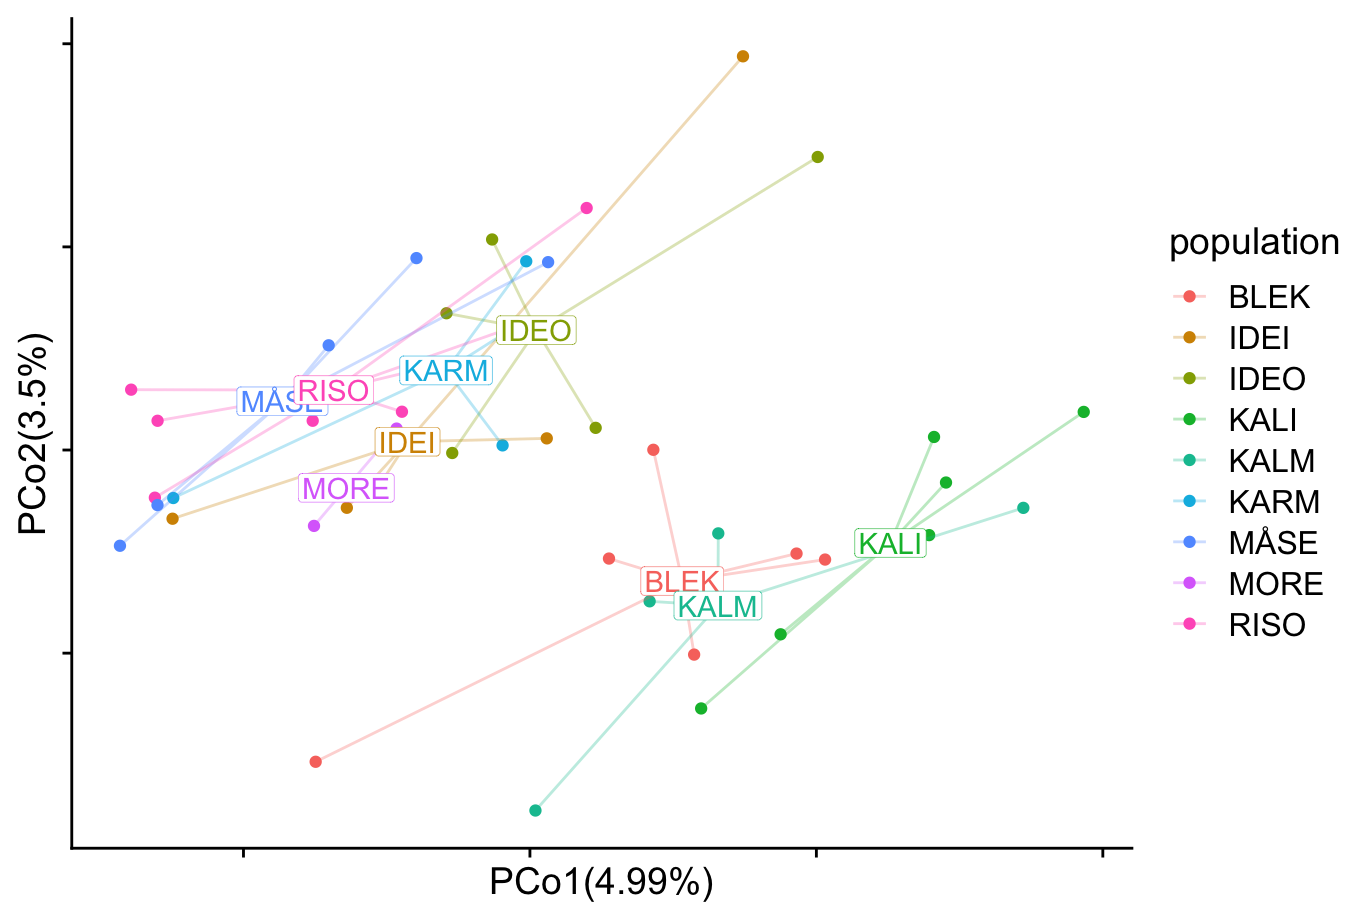 PCo2(3.5%)
IDEO
KARM
MÅSE
RISO
IDEI
MORE
KALI
BLEK
KALM
PCo1(4.99%)
population
BLEK
IDEI
IDEO
KALI
KALM
KARM
MÅSE
MORE
RISO